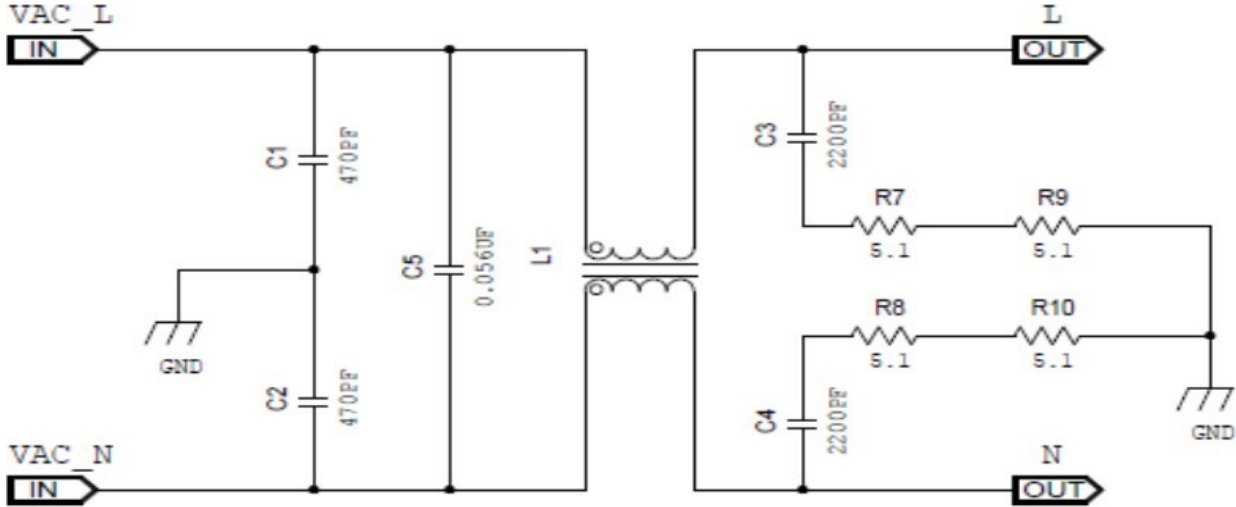 VAC_L
IN
L
OUT
C1
470PF
C3
2200PF
R7
5.1
R9
5.1
C5
0.056UF
L1
GND
R8
5.1
R10
5.1
C2
470PF
C4
2200PF
GND
VAC_N
IN
N
OUT